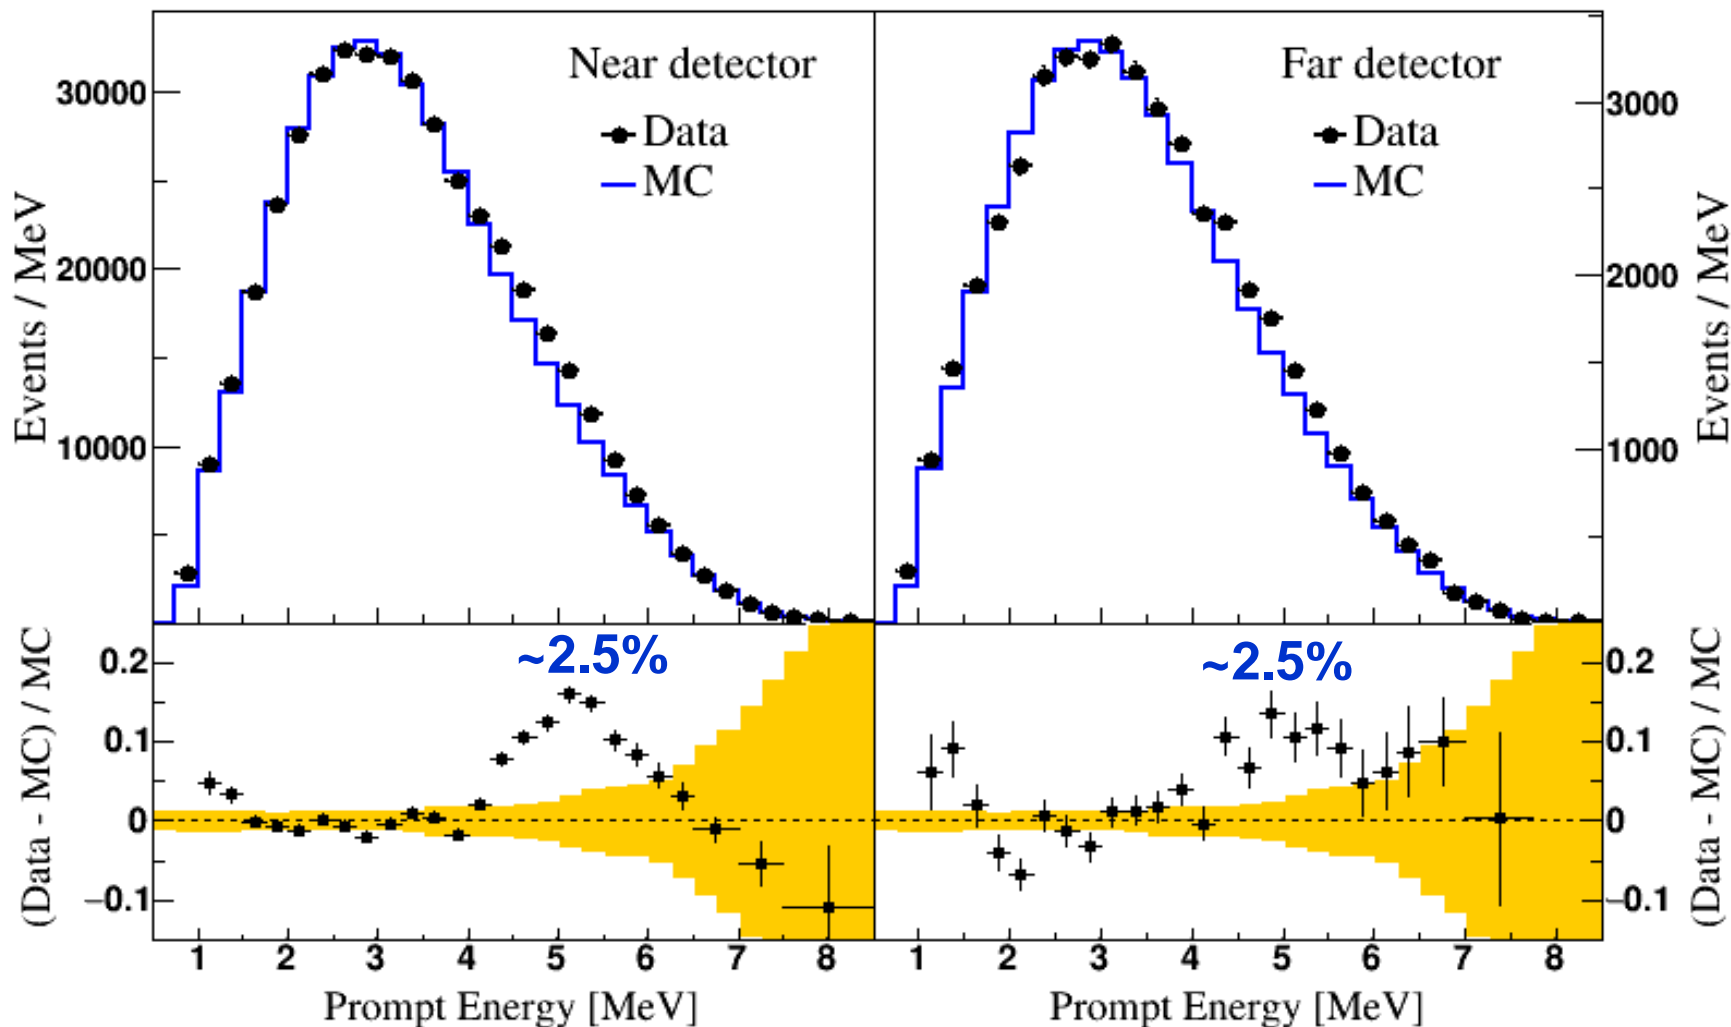 Near detector
Data
MC
30000
20000
10000
Events / MeV
Far detector
Data
MC
3000
2000
1000
Events / MeV
~2.5%
0.2
0.1
0
−0.1
(Data - MC) / MC
1 2 3 4 5 6 7 8
Prompt Energy [MeV]
~2.5%
0.2
0.1
0
−0.1
(Data - MC) / MC
1 2 3 4 5 6 7 8
Prompt Energy [MeV]